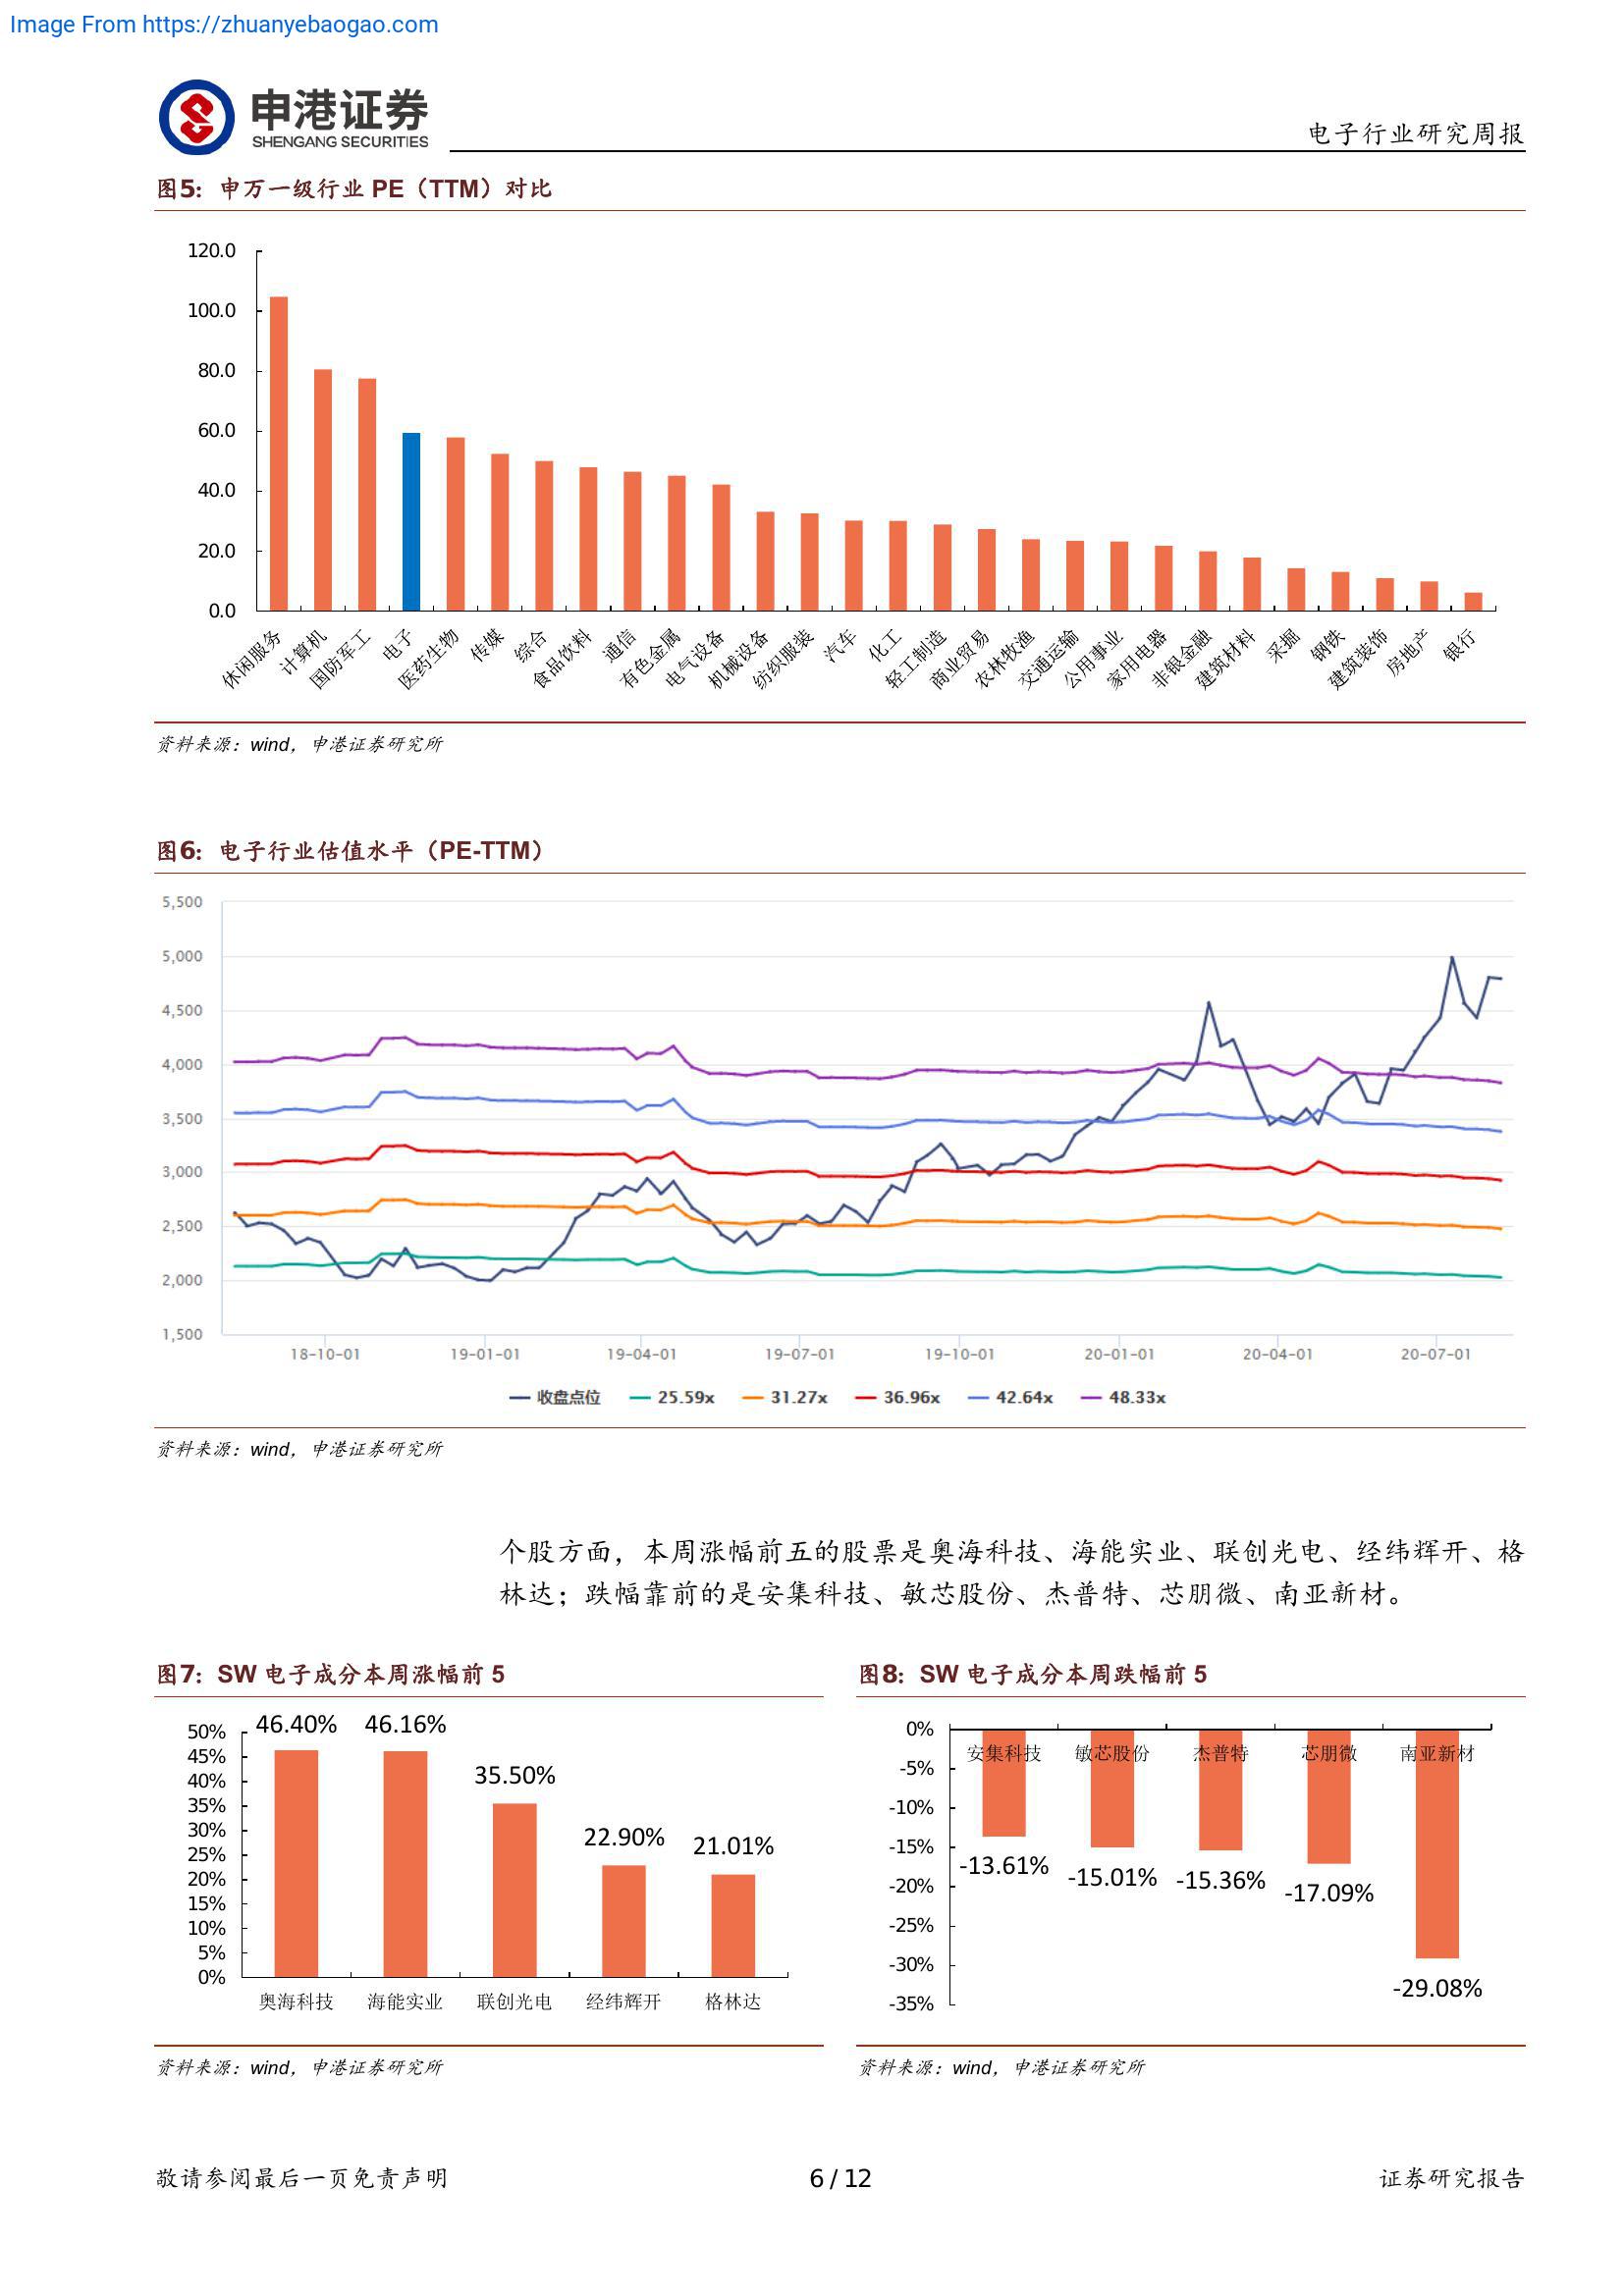 Image From https://zhuanyebaogao.com
申港证券
SHENGANG SECURITIES
电子行业研究周报
图5：申万一级行业 PE（TTM）对比
120.0
100.0
80.0
60.0
40.0
20.0
0.0
休闲服务 计算机 国防军工 电子 医药生物 传媒 综合 食品饮料 通信 有色金属 电气设备 机械设备 纺织服装 汽车 化工 轻工制造 商业贸易 农林牧渔 交通运输 公用事业 家用电器 非银金融 建筑材料 采掘 钢铁 建筑装饰 房地产 银行
资料来源：wind，申港证券研究所
图6：电子行业估值水平（PE-TTM）
5,500
5,000
4,500
4,000
3,500
3,000
2,500
2,000
1,500
18-10-01 19-01-01 19-04-01 19-07-01 19-10-01 20-01-01 20-04-01 20-07-01
收盘点位 25.59x 31.27x 36.96x 42.64x 48.33x
资料来源：wind，申港证券研究所
个股方面，本周涨幅前五的股票是奥海科技、海能实业、联创光电、经纬辉开、格
林达；跌幅靠前的是安集科技、敏芯股份、杰普特、芯朋微、南亚新材。
图7：SW 电子成分本周涨幅前 5
50%
45%
40%
35%
30%
25%
20%
15%
10%
5%
0%
46.40% 46.16% 35.50% 22.90% 21.01%
奥海科技 海能实业 联创光电 经纬辉开 格林达
资料来源：wind，申港证券研究所
图8：SW 电子成分本周跌幅前 5
0%
-5%
-10%
-15%
-20%
-25%
-30%
-35%
安集科技 敏芯股份 杰普特 芯朋微 南亚新材
-13.61% -15.01% -15.36% -17.09% -29.08%
资料来源：wind，申港证券研究所
敬请参阅最后一页免责声明
6 / 12
证券研究报告